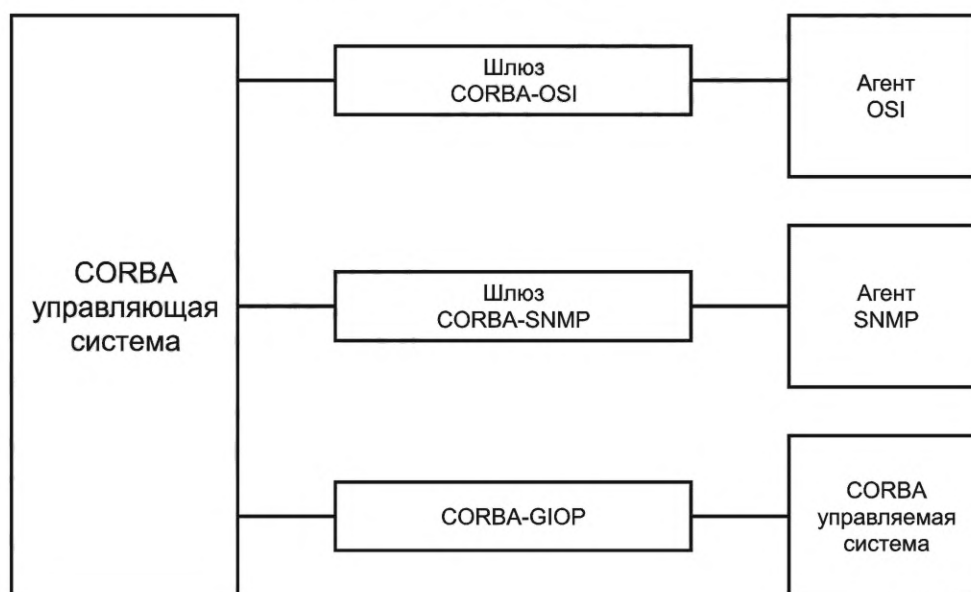 CORBA
управляющая
система
Шлюз
CORBA-OSI
Агент
OSI
Шлюз
CORBA-SNMP
Агент
SNMP
CORBA-GIOP
CORBA
управляемая
система